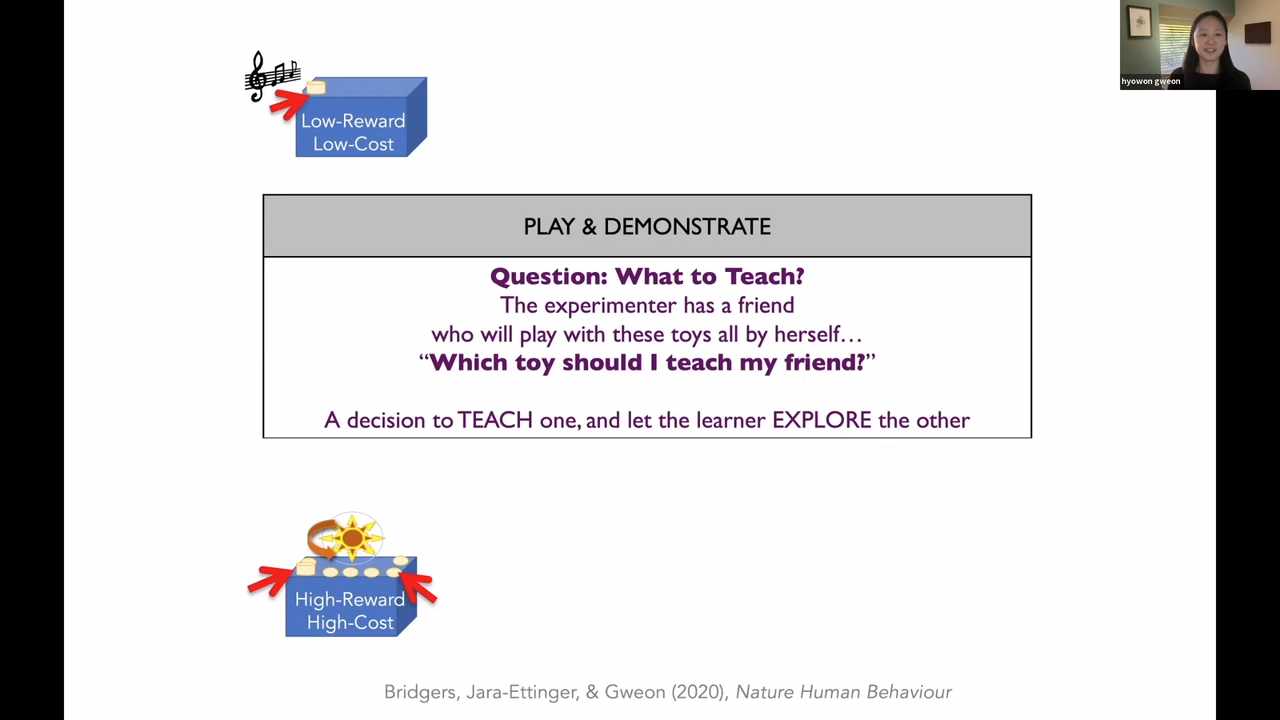 hyowon gweon
Low-Reward
Low-Cost
PLAY & DEMONSTRATE
Question: What to Teach?
The experimenter has a friend
who will play with these toys all by herself…
“Which toy should I teach my friend?”
A decision to TEACH one, and let the learner EXPLORE the other
High-Reward
High-Cost
Bridgers, Jara-Ettinger, & Gweon (2020), Nature Human Behaviour